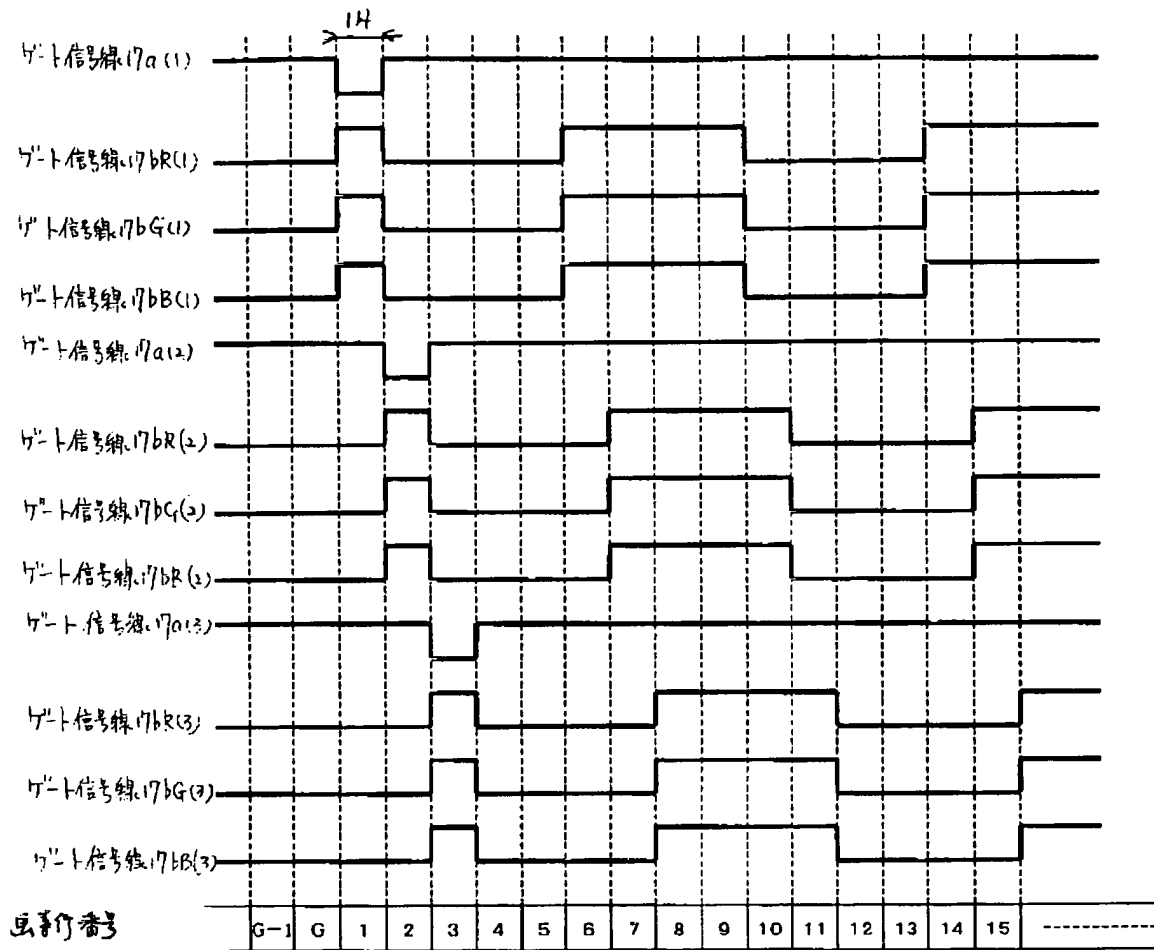 1H
ゲート信号線17a(1)
ゲート信号線17bR(1)
ゲート信号線17bG(1)
ゲート信号線17bB(1)
ゲート信号線17a(2)
ゲート信号線17bR(2)
ゲート信号線17bG(2)
ゲート信号線17bB(2)
ゲート信号線17a(3)
ゲート信号線17bR(3)
ゲート信号線17bG(3)
ゲート信号線17bB(3)
画素行番号 G-1 G 1 2 3 4 5 6 7 8 9 10 11 12 13 14 15